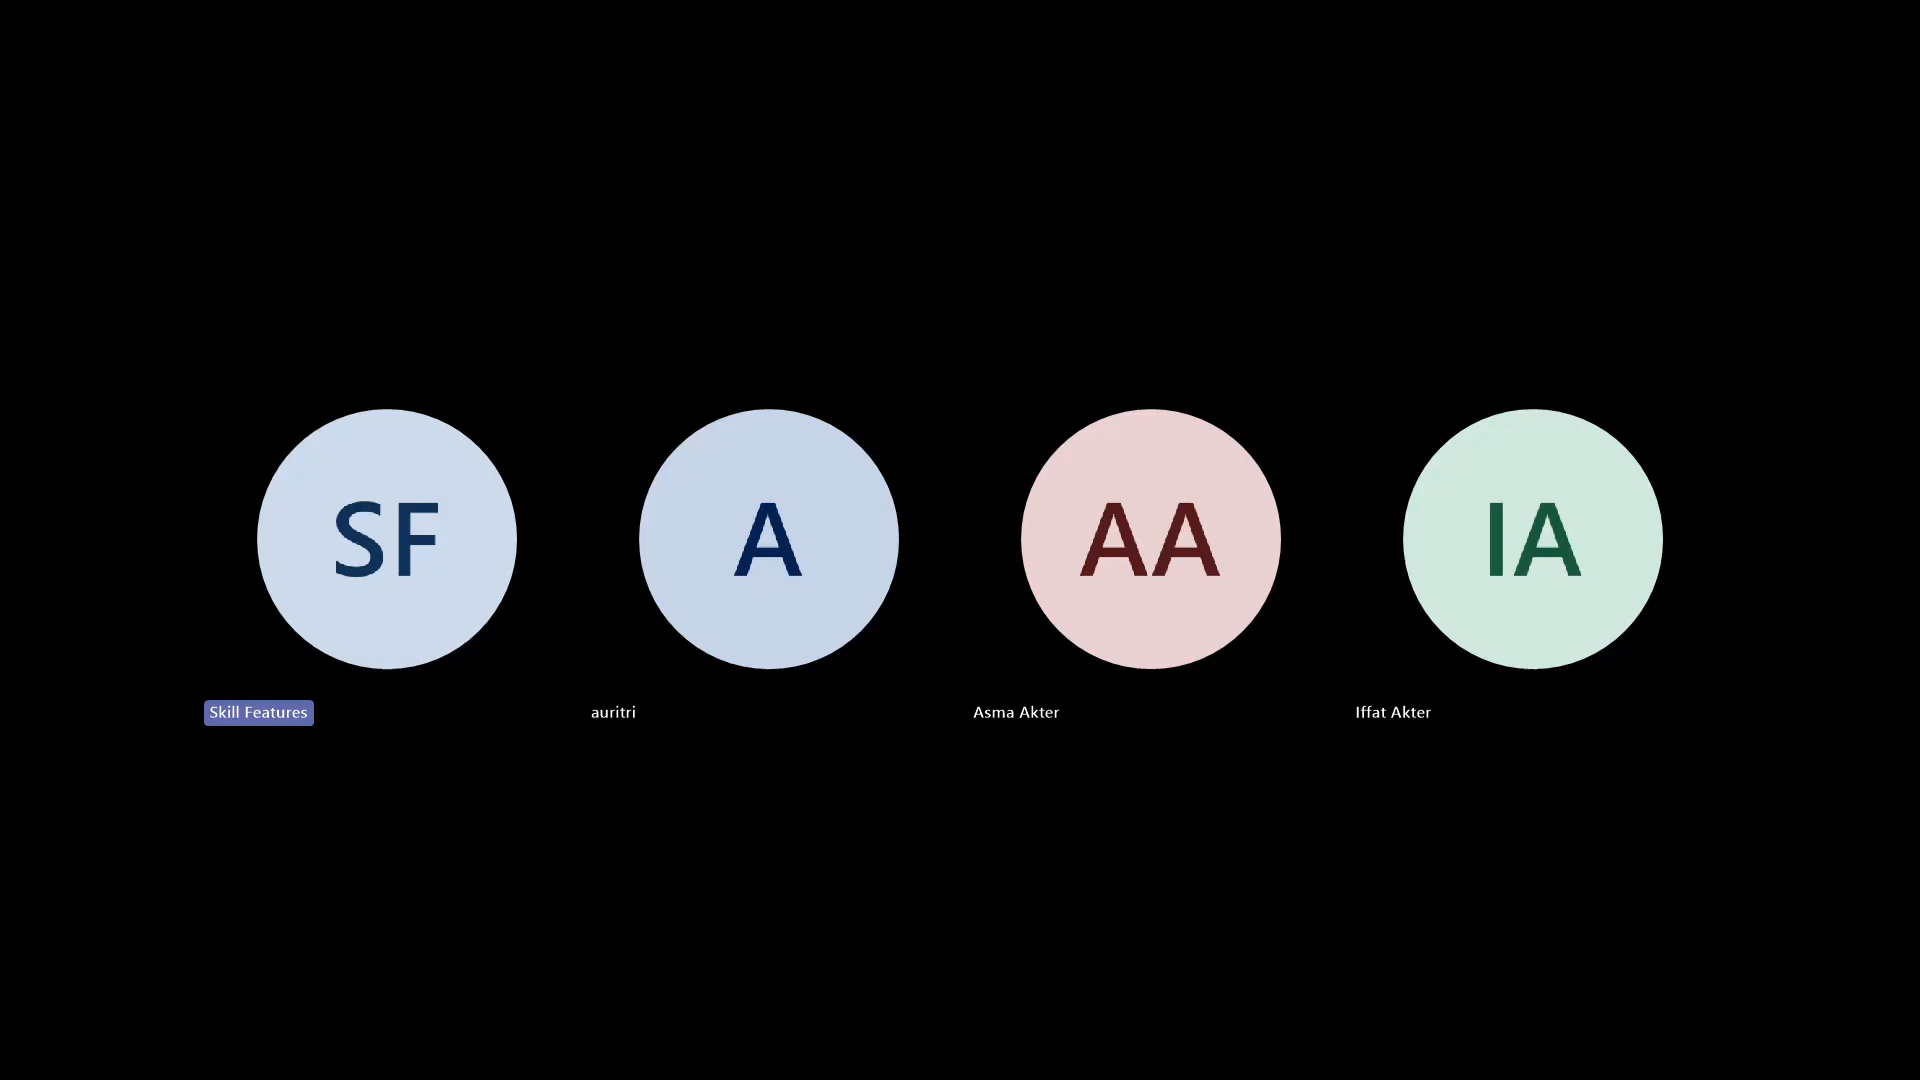 SF
A
AA
IA
Skill Features
auritri
Asma Akter
Iffat Akter